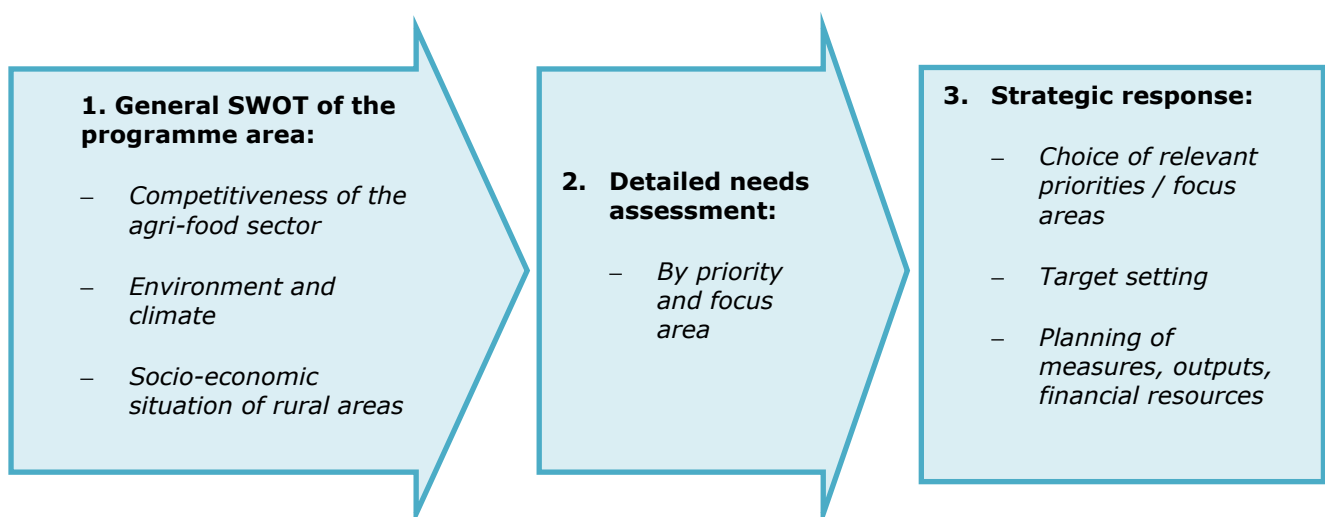 1. General SWOT of the
programme area:
– Competitiveness of the
agri-food sector
– Environment and
climate
– Socio-economic
situation of rural areas
2. Detailed needs
assessment:
– By priority
and focus
area
3. Strategic response:
– Choice of relevant
priorities / focus
areas
– Target setting
– Planning of
measures, outputs,
financial resources